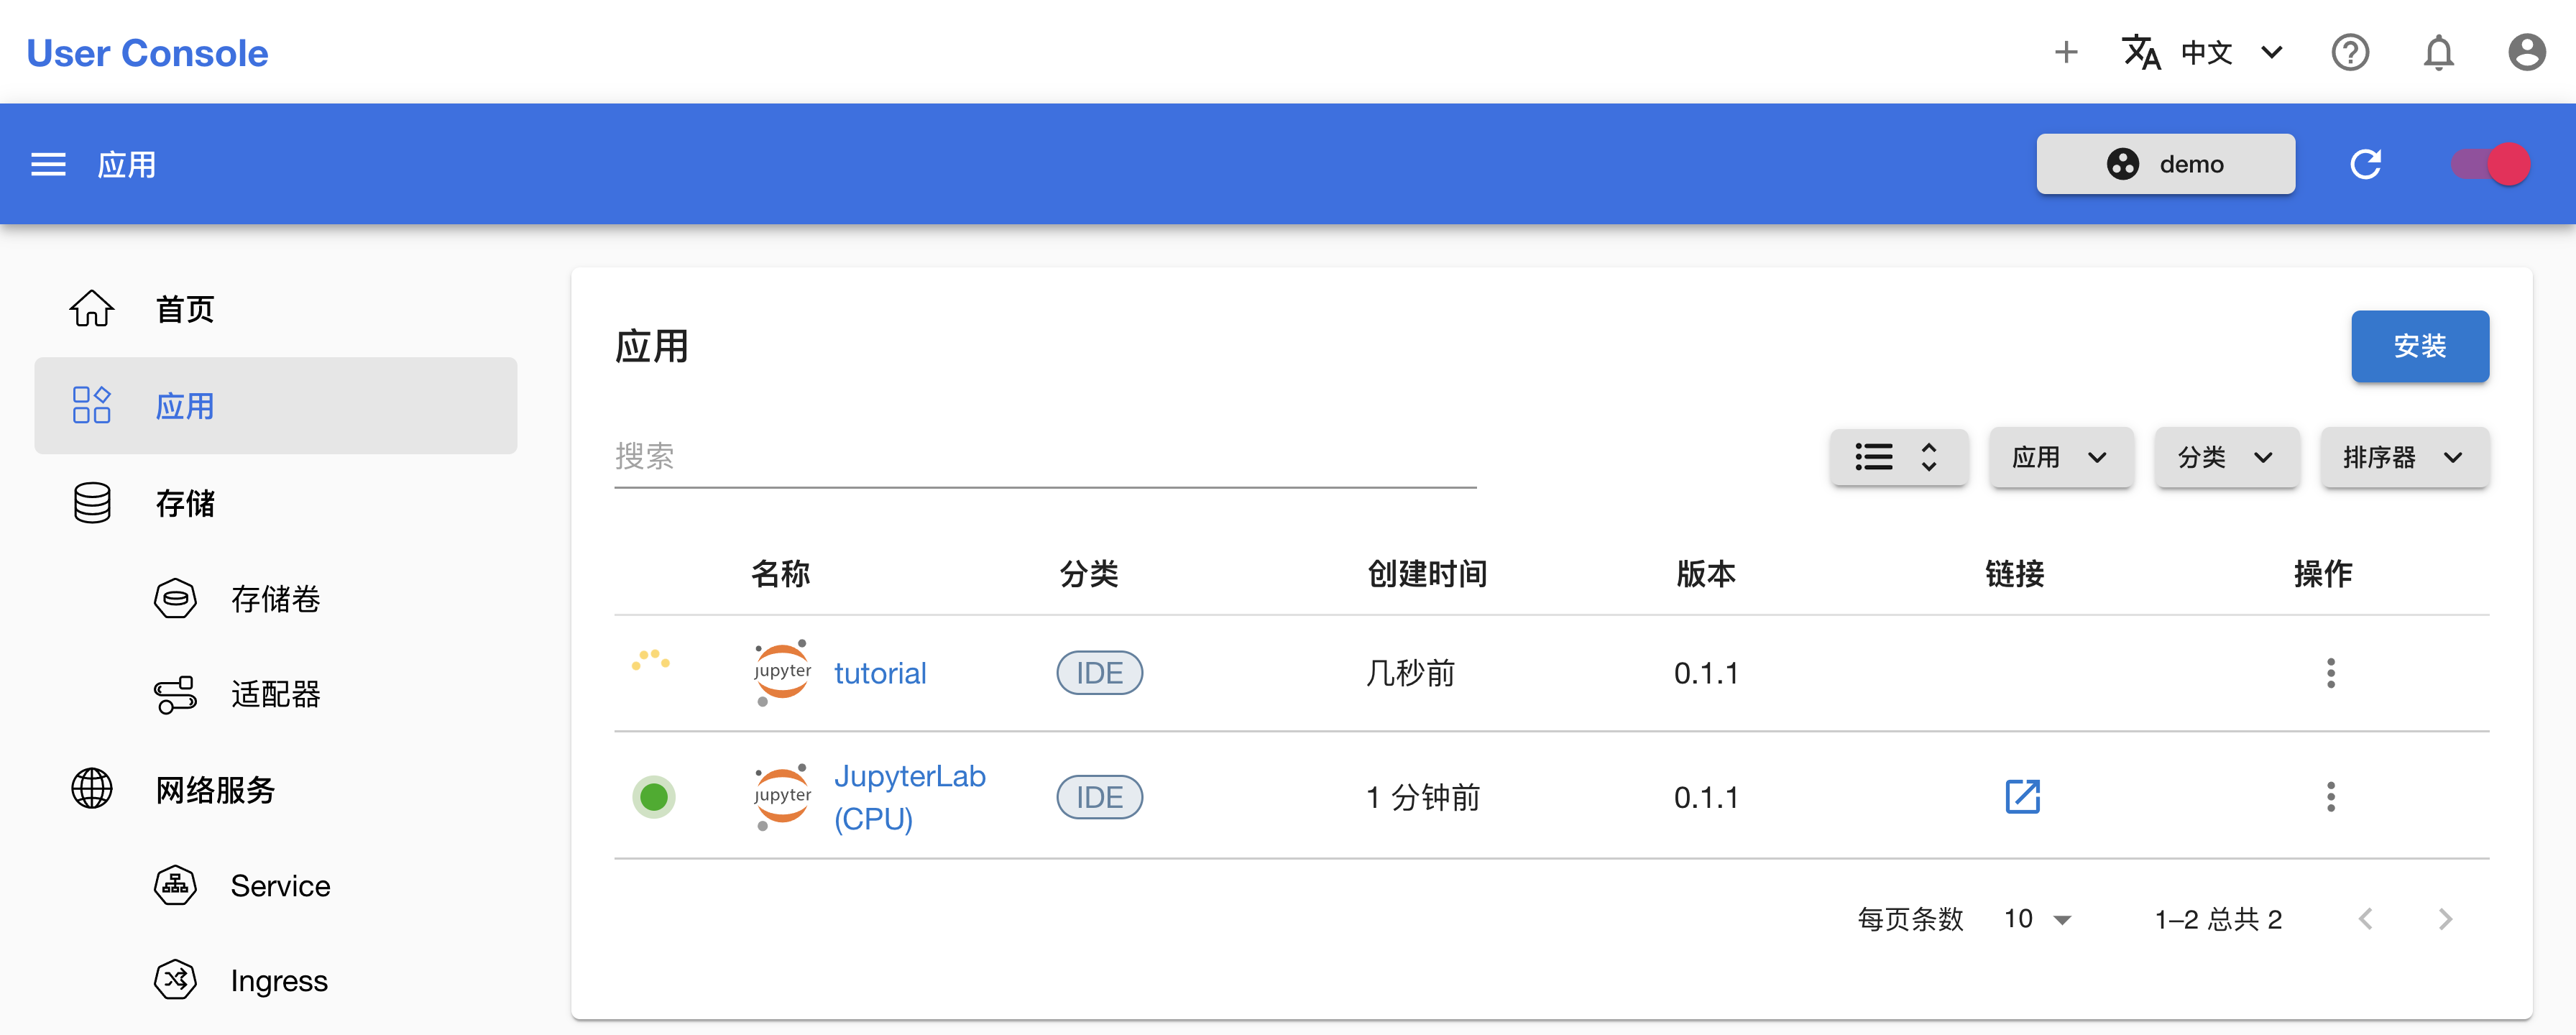 User Console
中文
应用
demo
首页
应用
存储
存储卷
适配器
网络服务
Service
Ingress
应用
安装
搜索
应用
分类
排序器
名称 分类 创建时间 版本 链接 操作
jupyter tutorial IDE 几秒前 0.1.1
jupyter JupyterLab (CPU) IDE 1 分钟前 0.1.1
每页条数 10 1–2 总共 2